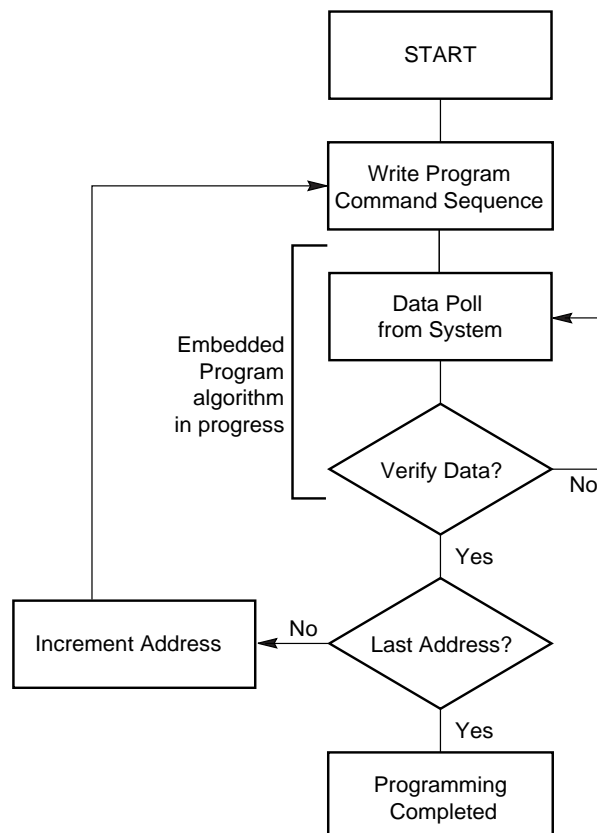 START
Write Program
Command Sequence
Data Poll
from System
Embedded
Program
algorithm
in progress
Verify Data?
No
Yes
Increment Address
No
Last Address?
Yes
Programming
Completed